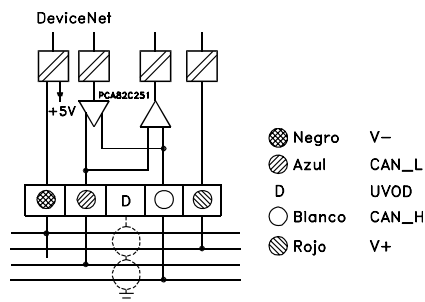 DeviceNet
PCA82C251
+5V
D
Negro V-
Azul CAN_L
D UVOD
Blanco CAN_H
Rojo V+